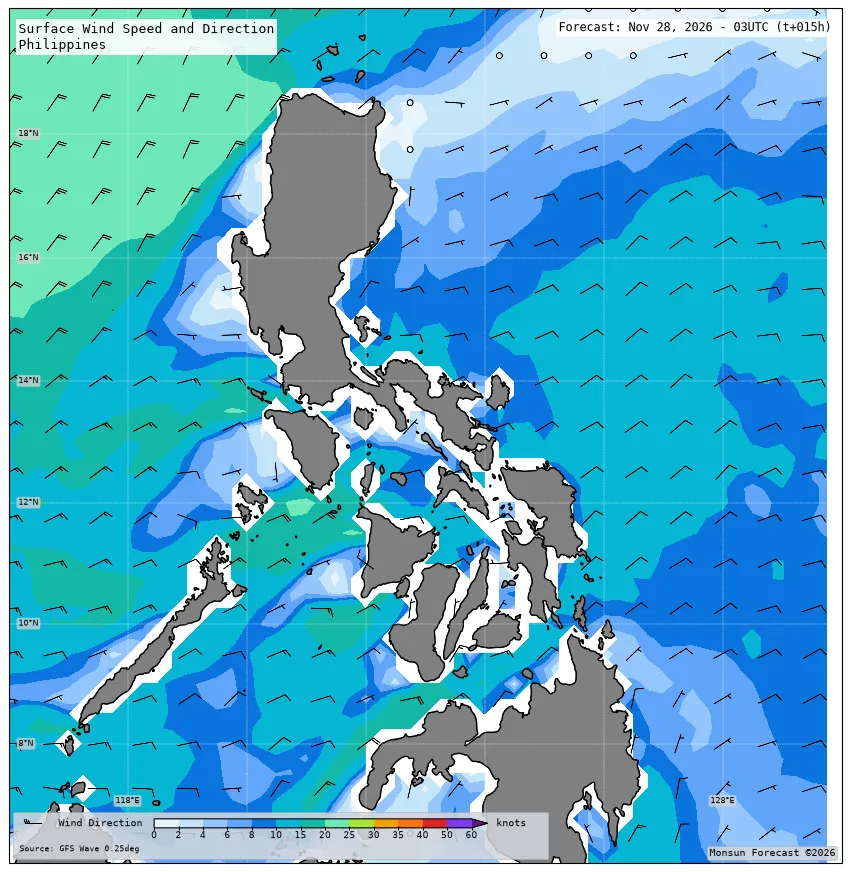 Surface Wind Speed and Direction
Philippines
Forecast: Nov 28, 2026 - 03UTC (t+015h)
18°N
16°N
14°N
12°N
10°N
8°N
118°E
128°E
Wind Direction
0 2 4 6 8 10 15 20 25 30 35 40 50 60
knots
Source: GFS Wave 0.25deg
Monsun Forecast ©2026